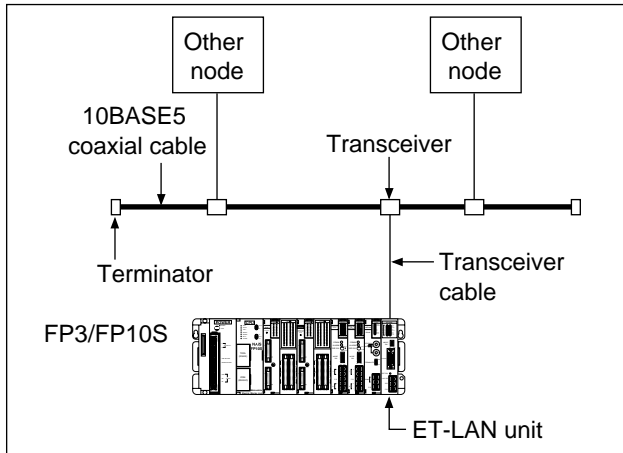 Other
node
Other
node
10BASE5
coaxial cable
Transceiver
Terminator
Transceiver
cable
FP3/FP10S
ET-LAN unit